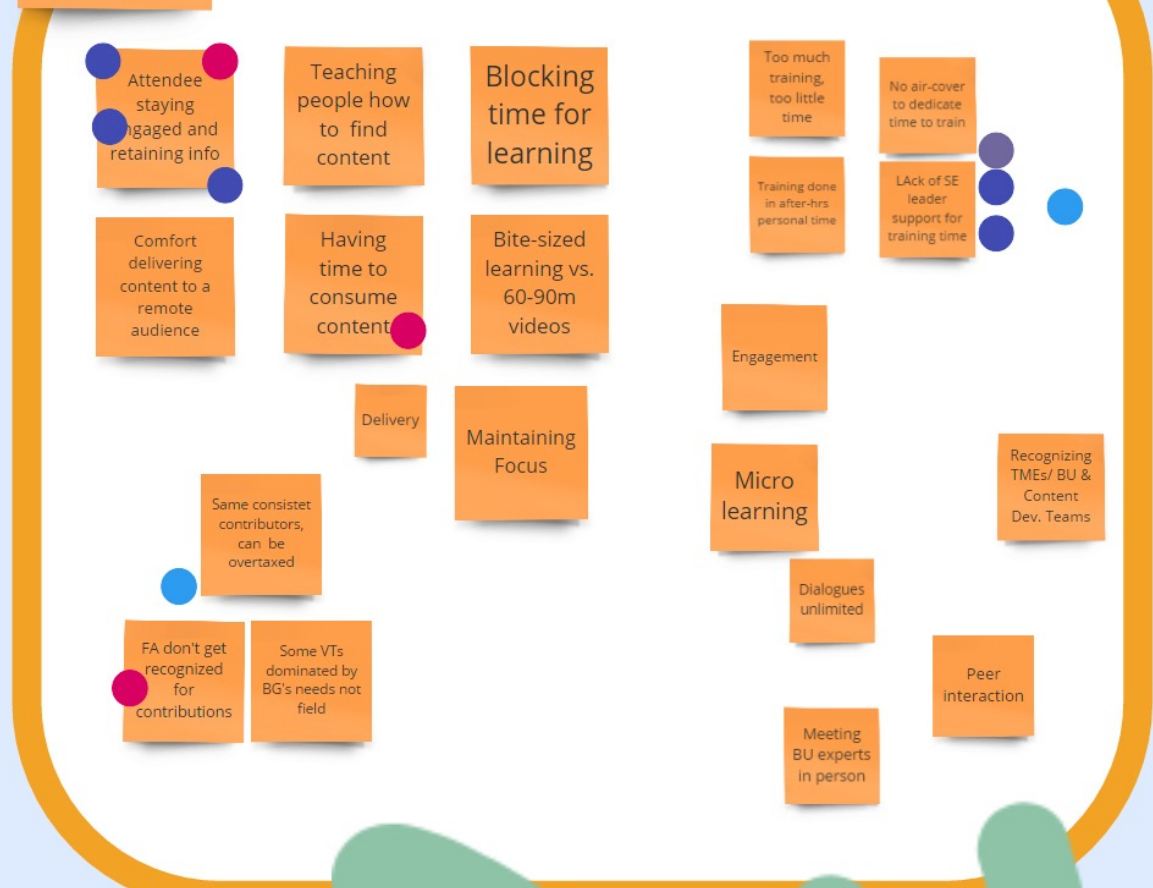 Attendee
staying
ngaged and
retaining info
Teaching
people how
to find
content
Blocking
time for
learning
Too much
training,
too little
time
No air-cover
to dedicate
time to train
Training done
in after-hrs
personal time
LAck of SE
leader
support for
training time
Comfort
delivering
content to a
remote
audience
Having
time to
consume
content
Bite-sized
learning vs.
60-90m
videos
Engagement
Delivery
Maintaining
Focus
Micro
learning
Recognizing
TMEs/ BU &
Content
Dev. Teams
Same consistet
contributors,
can be
overtaxed
Dialogues
unlimited
FA don't get
recognized
for
contributions
Some VTs
dominated by
BG's needs not
field
Peer
interaction
Meeting
BU experts
in person